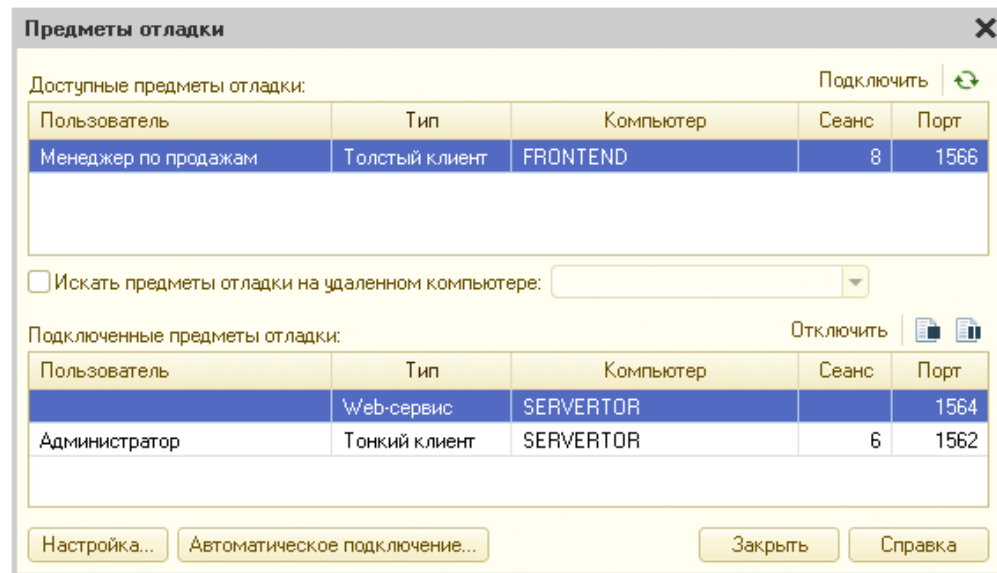 Предметы отладки
Доступные предметы отладки: Подключить
Пользователь Тип Компьютер Сеанс Порт
Менеджер по продажам Толстый клиент FRONTEND 8 1566
Искать предметы отладки на удаленном компьютере:
Подключенные предметы отладки: Отключить
Пользователь Тип Компьютер Сеанс Порт
Web-сервис SERVERTOR 1564
Администратор Тонкий клиент SERVERTOR 6 1562
Настройка... Автоматическое подключение... Закрыть Справка